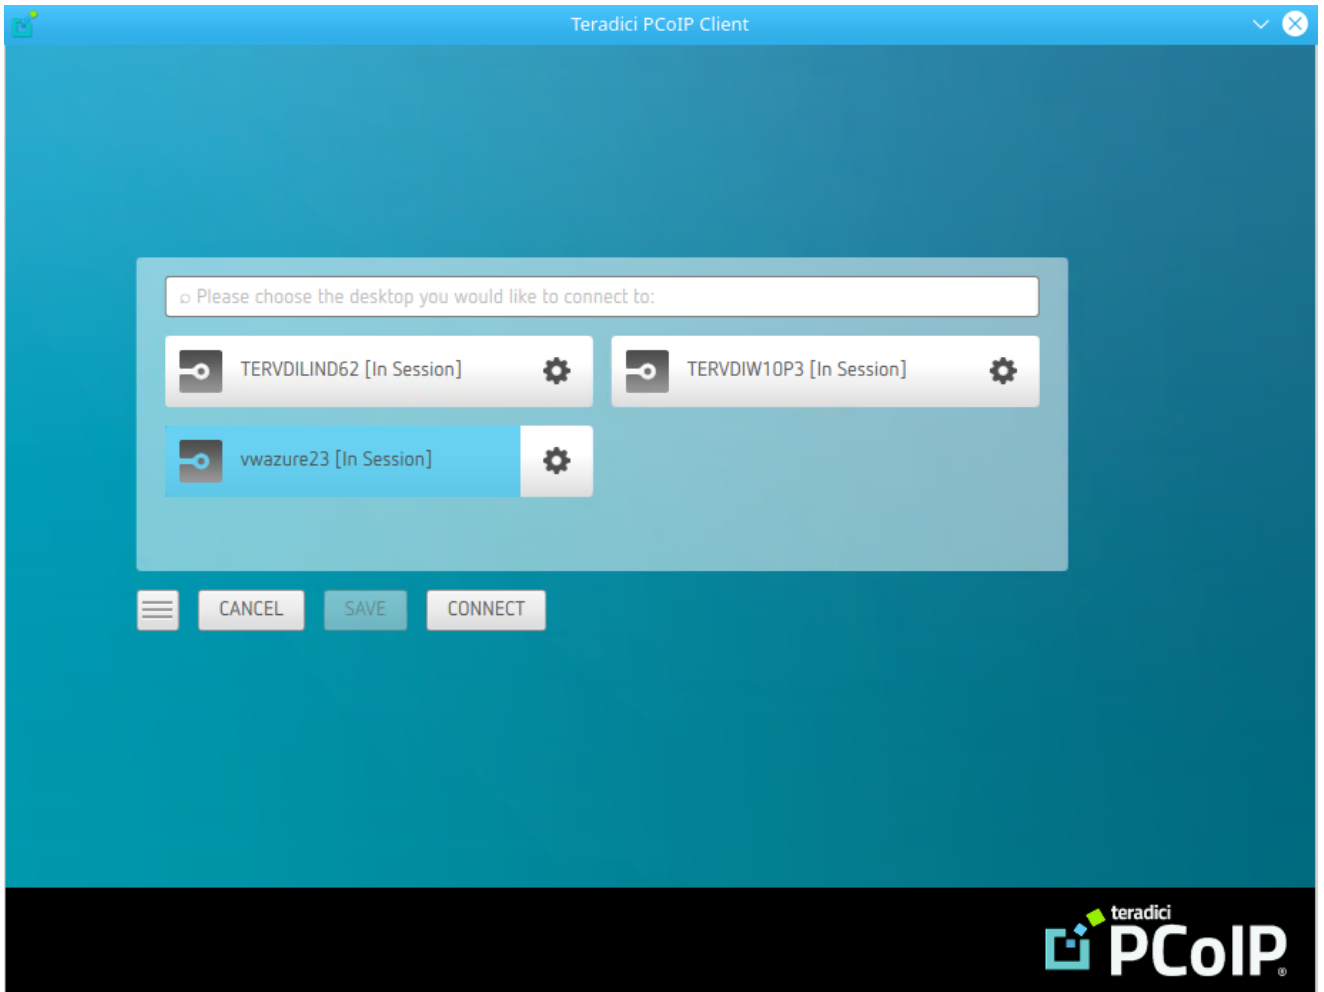 Teradici PCoIP Client
Please choose the desktop you would like to connect to:
TERVDILIND62 [In Session]
TERVDIW10P3 [In Session]
vwazure23 [In Session]
CANCEL
SAVE
CONNECT
teradici
PCoIP®